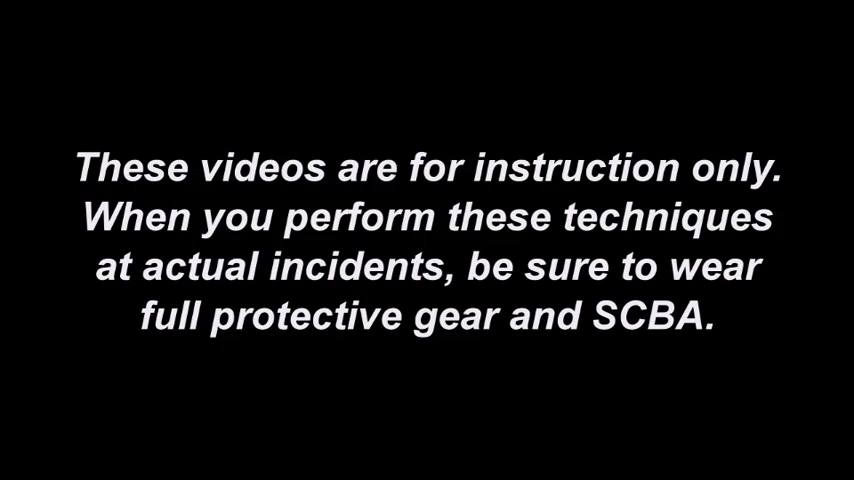 These videos are for instruction only.
When you perform these techniques
at actual incidents, be sure to wear
full protective gear and SCBA.